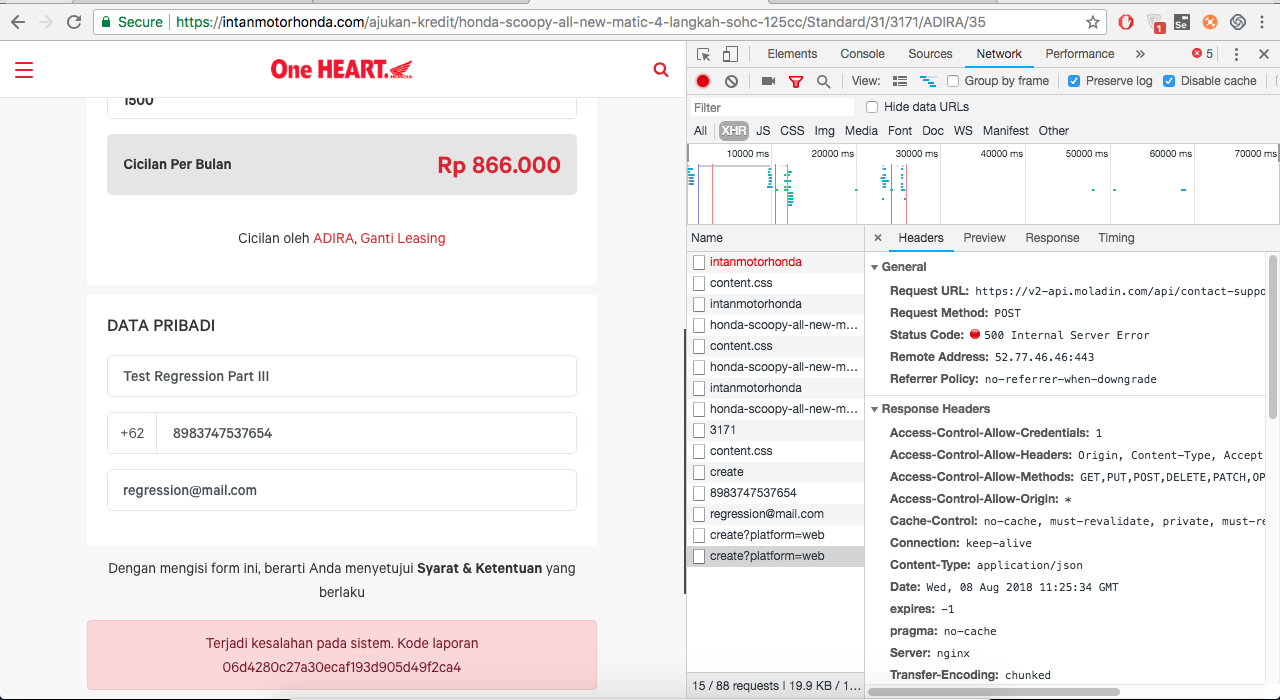 Secure
https://intanmotorhonda.com/ajukan-kredit/honda-scoopy-all-new-matic-4-langkah-sohc-125cc/Standard/31/3171/ADIRA/35
1
Se
One HEART.
HONDA
1500
Cicilan Per Bulan
Rp 866.000
Cicilan oleh ADIRA, Ganti Leasing
DATA PRIBADI
Test Regression Part III
+62 8983747537654
regression@mail.com
Dengan mengisi form ini, berarti Anda menyetujui Syarat & Ketentuan yang
berlaku
Terjadi kesalahan pada sistem. Kode laporan
06d4280c27a30ecaf193d905d49f2ca4
Elements Console Sources Network Performance » 5
View: Group by frame Preserve log Disable cache
Filter Hide data URLs
All XHR JS CSS Img Media Font Doc WS Manifest Other
10000 ms 20000 ms 30000 ms 40000 ms 50000 ms 60000 ms 70000 ms
Name
intanmotorhonda
content.css
intanmotorhonda
honda-scoopy-all-new-m...
content.css
honda-scoopy-all-new-m...
intanmotorhonda
honda-scoopy-all-new-m...
3171
content.css
create
8983747537654
regression@mail.com
create?platform=web
create?platform=web
15 / 88 requests | 19.9 KB / 1...
× Headers Preview Response Timing
General
Request URL: https://v2-api.moladin.com/api/contact-suppo
Request Method: POST
Status Code: 500 Internal Server Error
Remote Address: 52.77.46.46:443
Referrer Policy: no-referrer-when-downgrade
Response Headers
Access-Control-Allow-Credentials: 1
Access-Control-Allow-Headers: Origin, Content-Type, Accept
Access-Control-Allow-Methods: GET,PUT,POST,DELETE,PATCH,OP
Access-Control-Allow-Origin: *
Cache-Control: no-cache, must-revalidate, private, must-re
Connection: keep-alive
Content-Type: application/json
Date: Wed, 08 Aug 2018 11:25:34 GMT
expires: -1
pragma: no-cache
Server: nginx
Transfer-Encoding: chunked